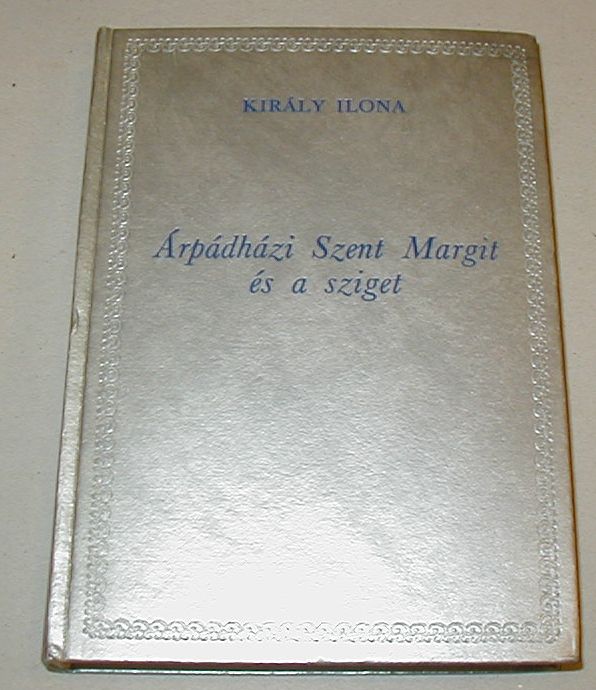 KIRÁLY ILONA
Árpádházi Szent Margit
és a sziget